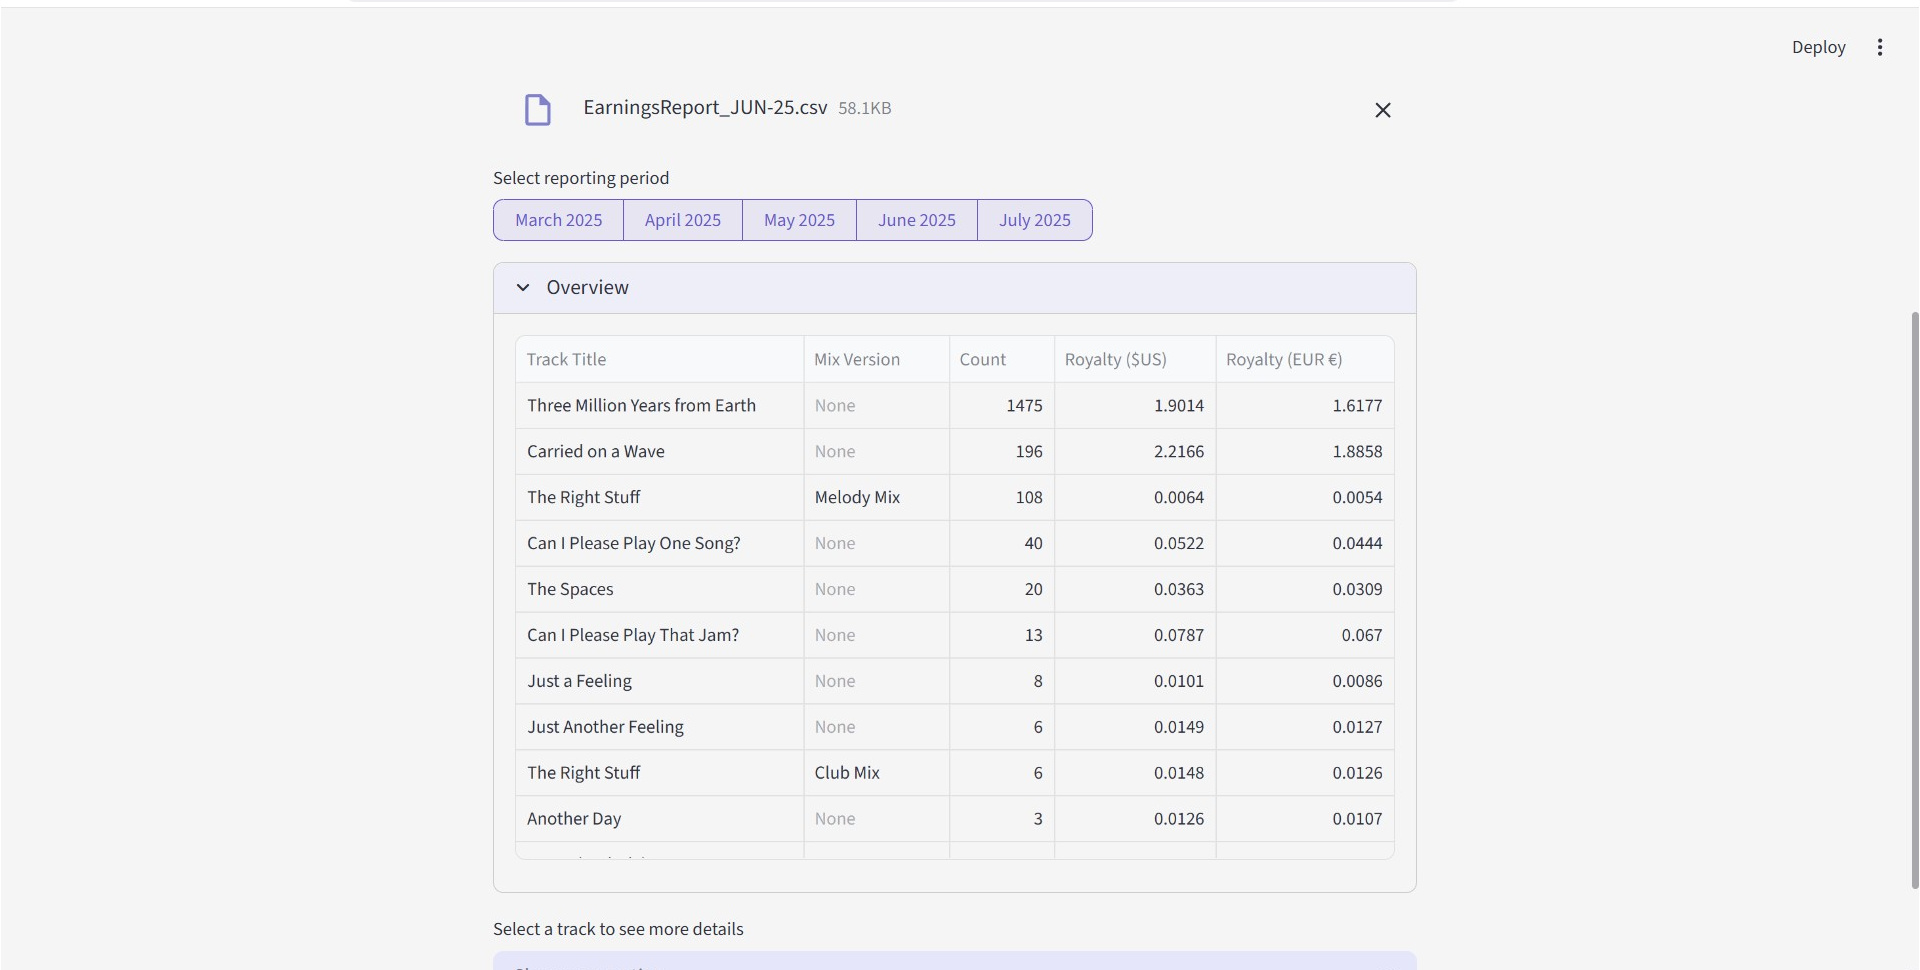 Deploy
EarningsReport_JUN-25.csv 58.1KB
Select reporting period
March 2025 April 2025 May 2025 June 2025 July 2025
Overview
Track Title Mix Version Count Royalty ($US) Royalty (EUR €)
Three Million Years from Earth None 1475 1.9014 1.6177
Carried on a Wave None 196 2.2166 1.8858
The Right Stuff Melody Mix 108 0.0064 0.0054
Can I Please Play One Song? None 40 0.0522 0.0444
The Spaces None 20 0.0363 0.0309
Can I Please Play That Jam? None 13 0.0787 0.067
Just a Feeling None 8 0.0101 0.0086
Just Another Feeling None 6 0.0149 0.0127
The Right Stuff Club Mix 6 0.0148 0.0126
Another Day None 3 0.0126 0.0107
Select a track to see more details